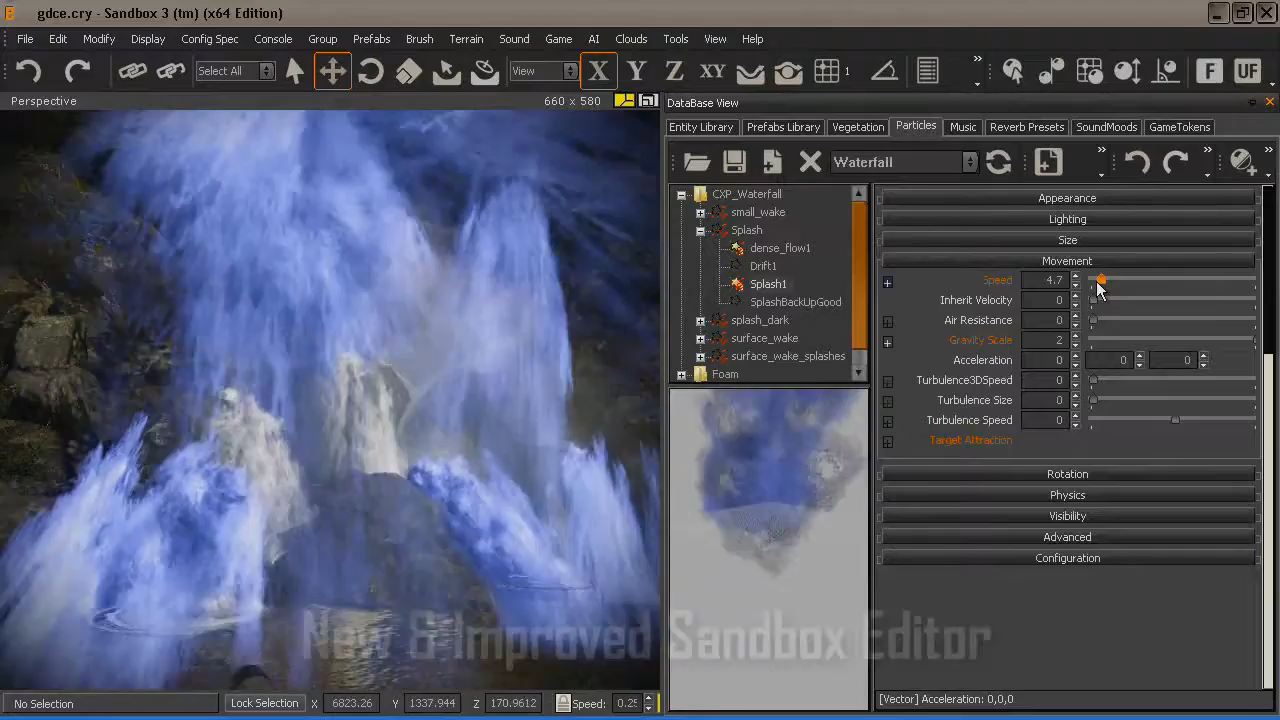 gdce.cry - Sandbox 3 (tm) (x64 Edition)
File Edit Modify Display Config Spec Console Group Prefabs Brush Terrain Sound Game AI Clouds Tools View Help
Select All View X Y Z XY 1 F UF
Perspective 660 x 580
DataBase View
Entity Library Prefabs Library Vegetation Particles Music Reverb Presets SoundMoods GameTokens
Waterfall
CXP_Waterfall
small_wake
Splash
dense_flow1
Drift1
Splash1
SplashBackUpGood
splash_dark
surface_wake
surface_wake_splashes
Foam
Appearance
Lighting
Size
Movement
Speed 4.7
Inherit Velocity 0
Air Resistance 0
Gravity Scale 2
Acceleration 0 0 0
Turbulence3DSpeed 0
Turbulence Size 0
Turbulence Speed 0
Target Attraction
Rotation
Physics
Visibility
Advanced
Configuration
New & Improved Sandbox Editor
No Selection Lock Selection X 6823.26 Y 1337.944 Z 170.9612 Speed: 0.25
[Vector] Acceleration: 0,0,0